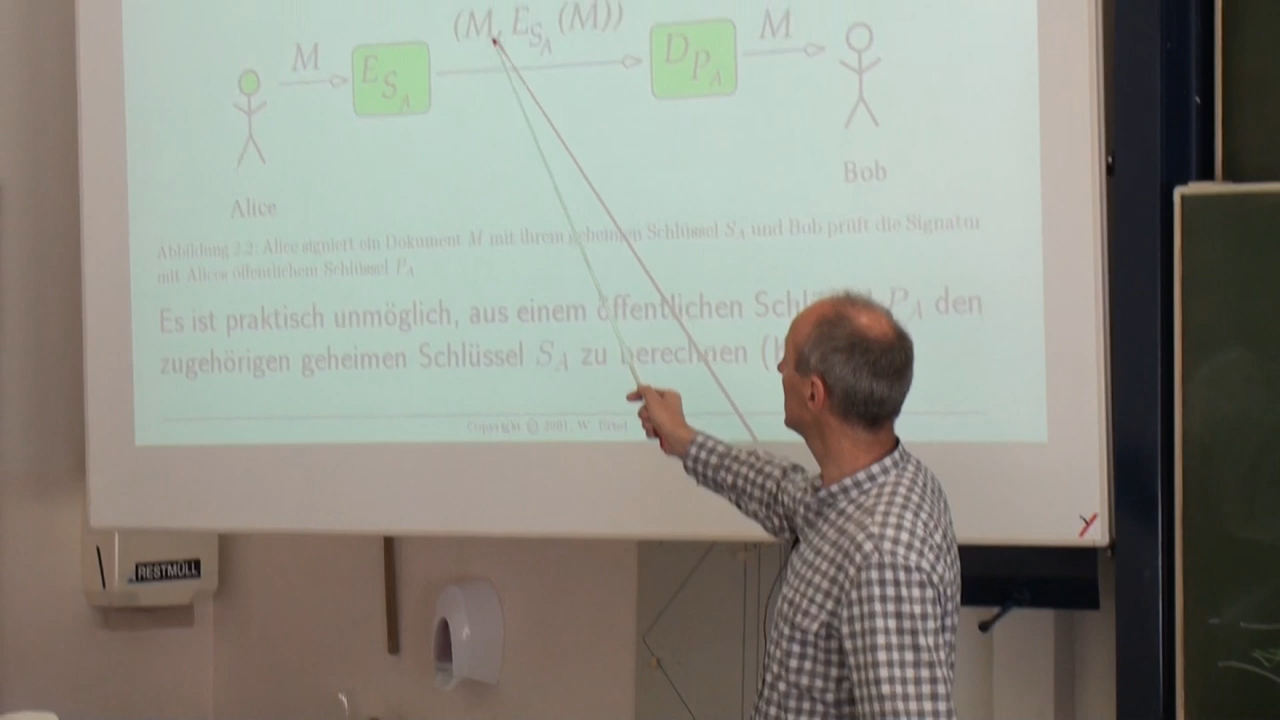 (M, E_{S_A}(M))
M E_{S_A} D_{P_A} M
Alice Bob
Abbildung 2.2: Alice signiert ein Dokument M mit ihrem geheimen Schlüssel S_A und Bob prüft die Signatur
mit Alices öffentlichem Schlüssel P_A
Es ist praktisch unmöglich, aus einem öffentlichen P_A den
zugehörigen geheimen Schlüssel S_A zu berechnen (
Copyright © 2001, W. Ertel
RESTMÜLL